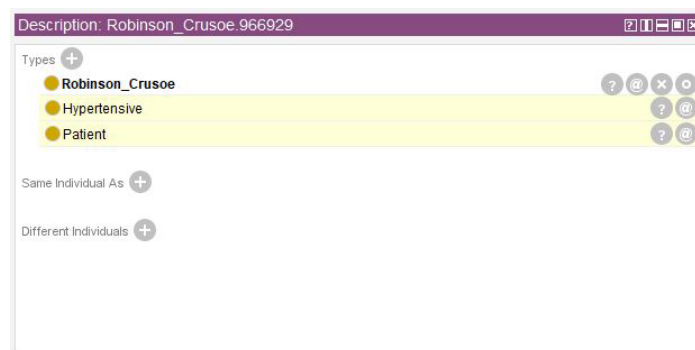 Description: Robinson_Crusoe.966929
Types
Robinson_Crusoe
Hypertensive
Patient
Same Individual As
Different Individuals